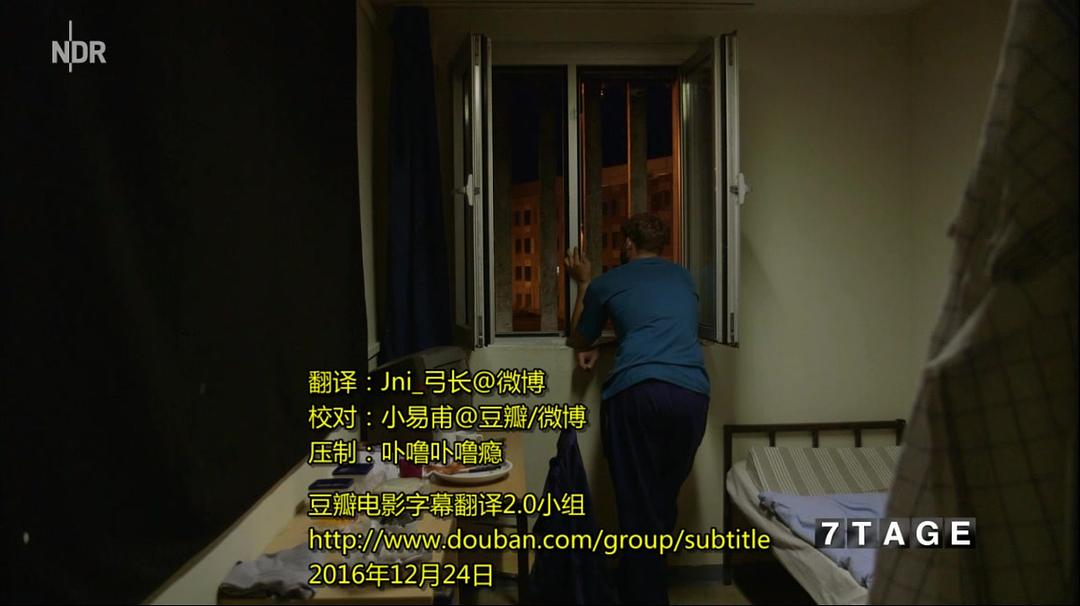 NDR
翻译：Jni_弓长@微博
校对：小易甫@豆瓣/微博
压制：卟噜卟噜瘾
豆瓣电影字幕翻译2.0小组
http://www.douban.com/group/subtitle
2016年12月24日
7 TAGE